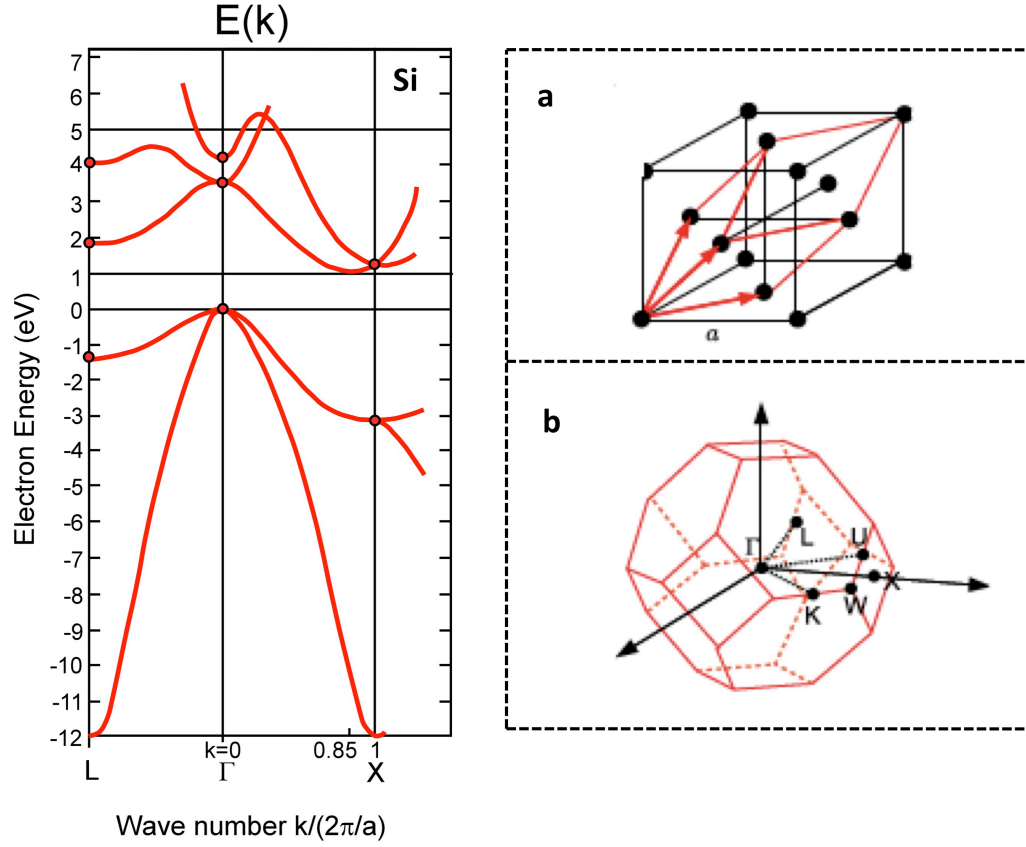 E(k)
Si
7
6
5
4
3
2
1
0
-1
-2
-3
-4
-5
-6
-7
-8
-9
-10
-11
-12
Electron Energy (eV)
k=0 0.85 1
L Γ X
Wave number k/(2π/a)
a
a
b
Γ
L
U
X
K
W